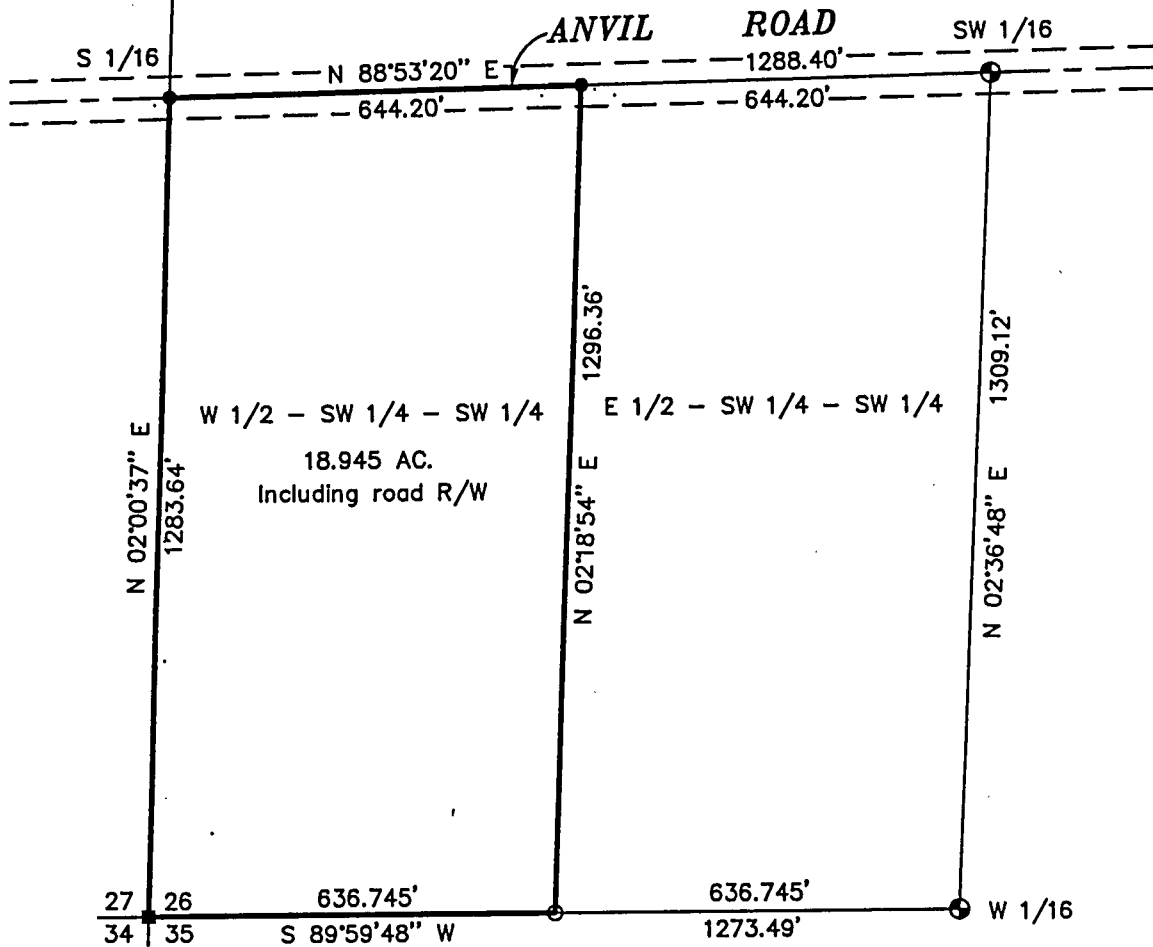 ANVIL ROAD
S 1/16
SW 1/16
N 88°53'20" E
1288.40'
644.20'
644.20'
1296.36'
1309.12'
W 1/2 – SW 1/4 – SW 1/4
E 1/2 – SW 1/4 – SW 1/4
18.945 AC.
Including road R/W
N 02°00'37" E
1283.64'
N 02°18'54" E
N 02°36'48" E
27 26
636.745'
636.745'
W 1/16
34 35
S 89°59'48" W
1273.49'